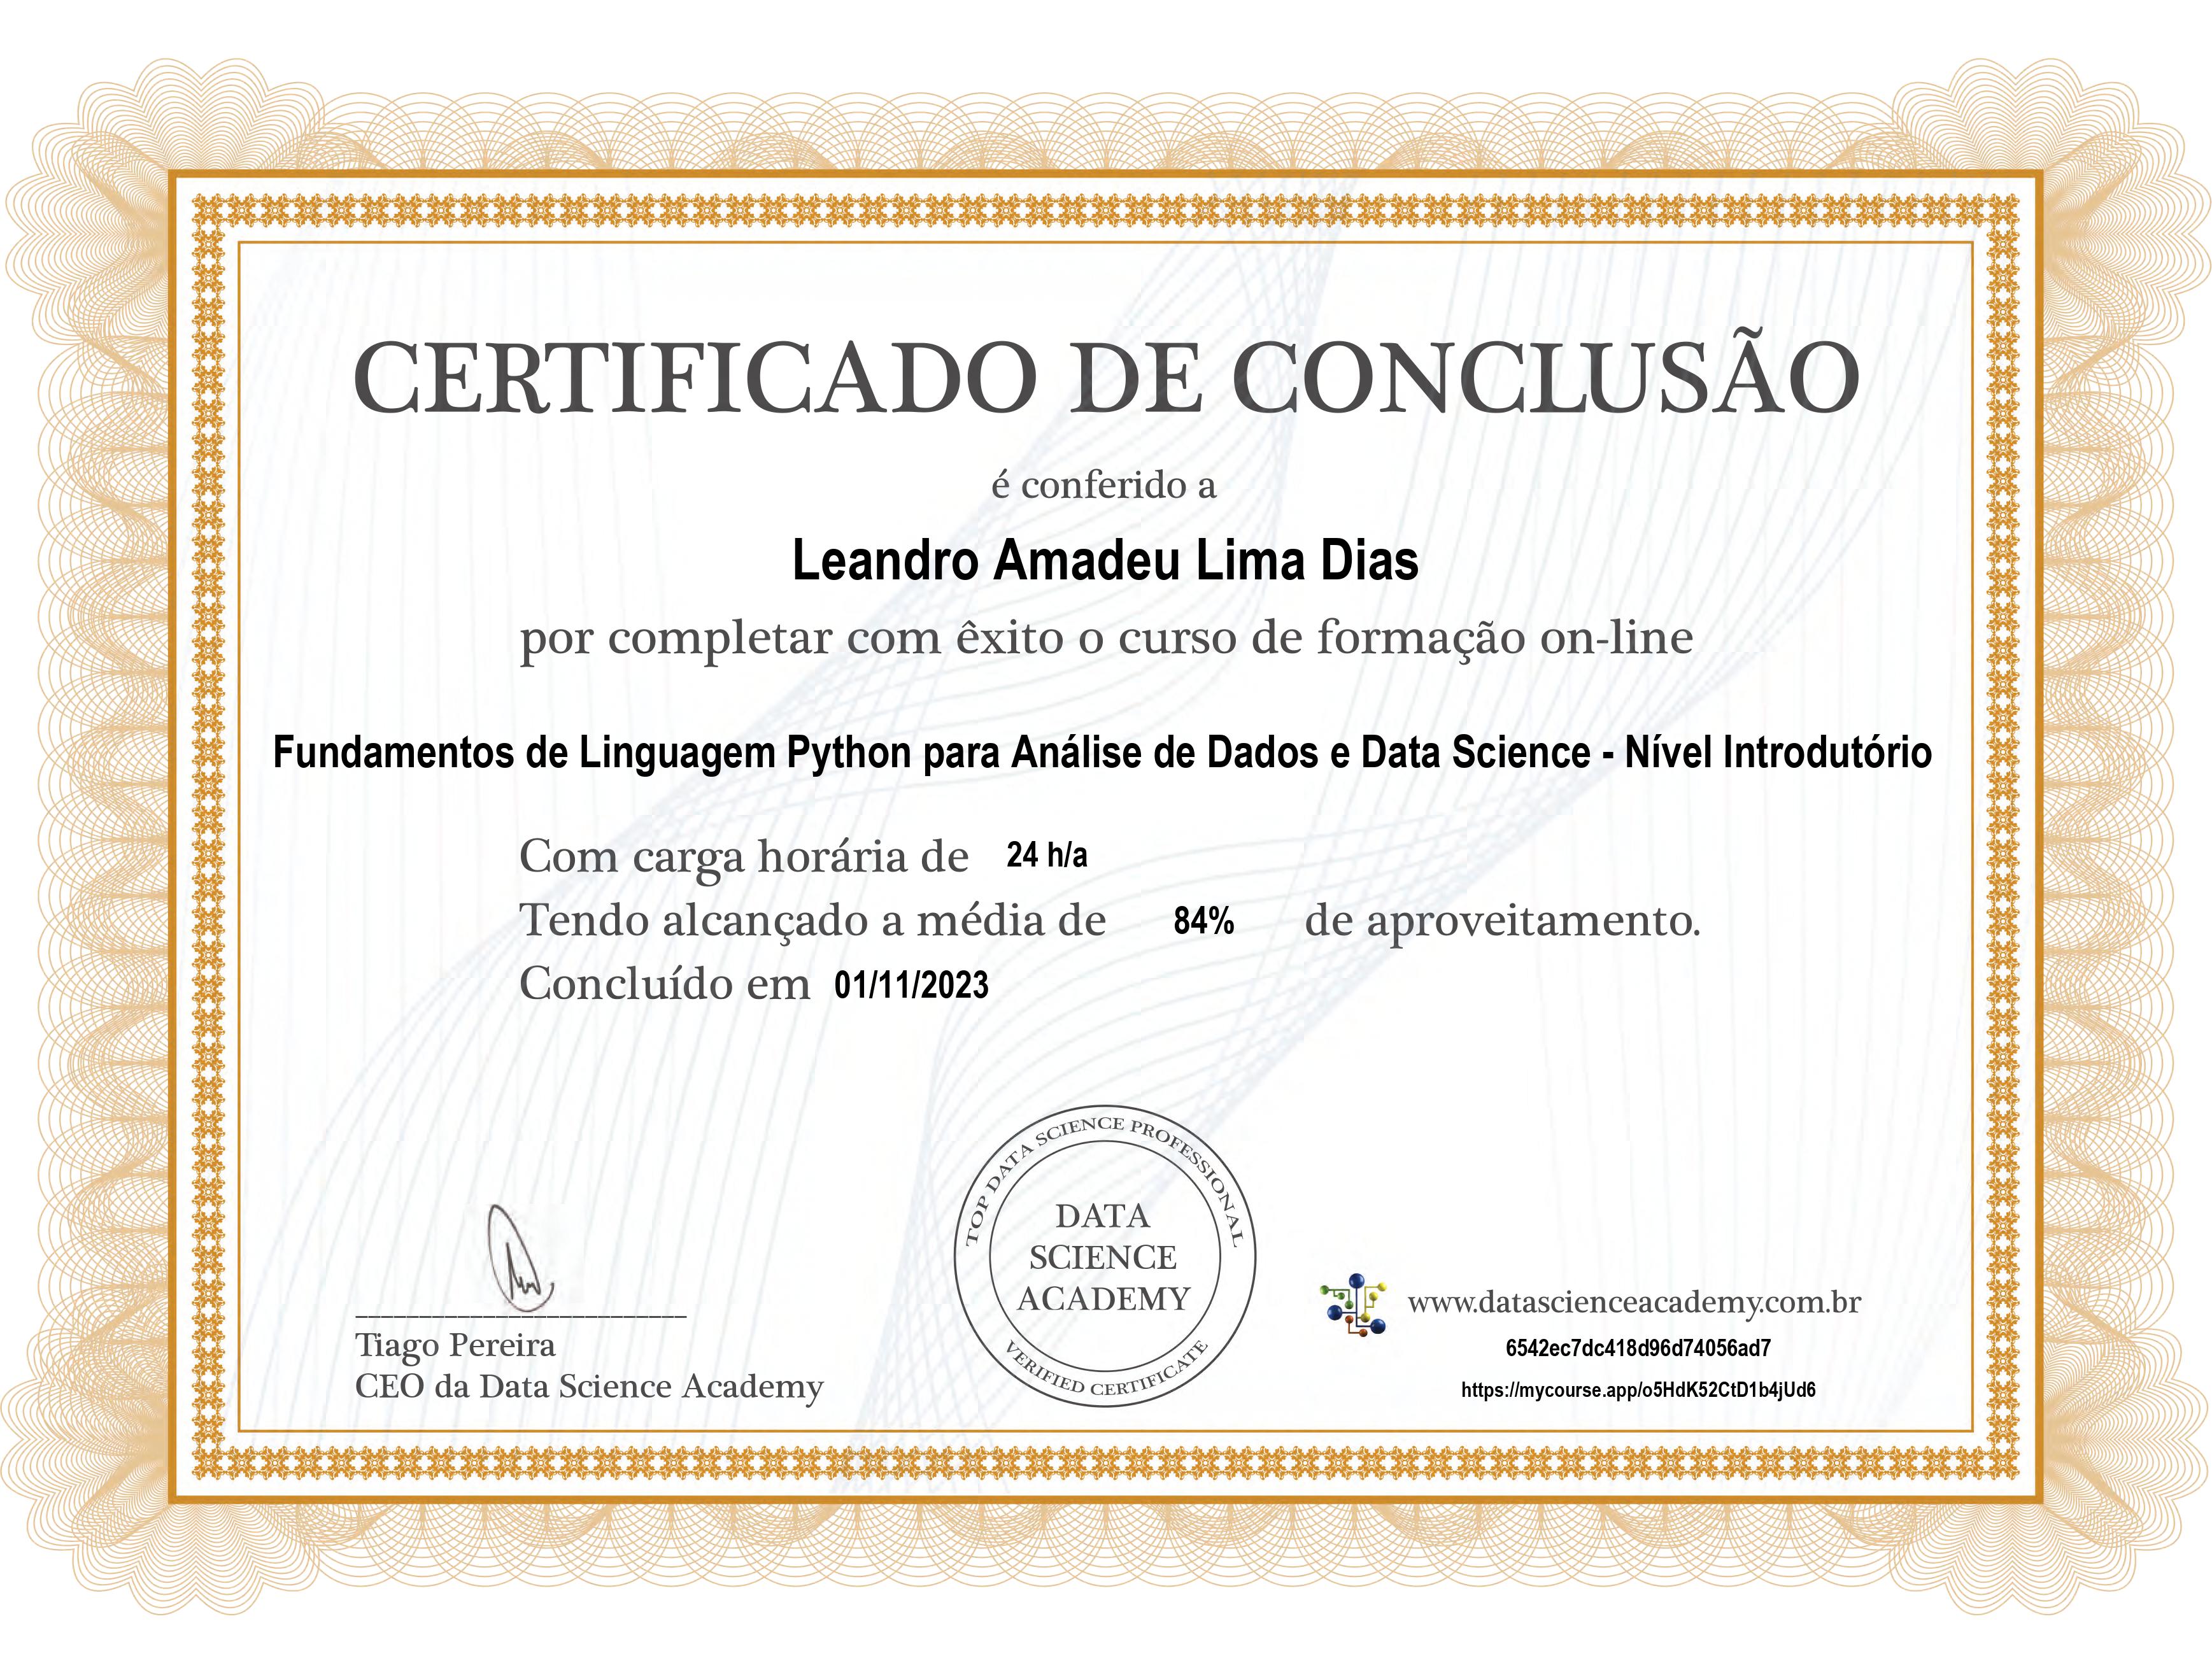 CERTIFICADO DE CONCLUSÃO
é conferido a
Leandro Amadeu Lima Dias
por completar com êxito o curso de formação on-line
Fundamentos de Linguagem Python para Análise de Dados e Data Science - Nível Introdutório
Com carga horária de 24 h/a
Tendo alcançado a média de 84% de aproveitamento.
Concluído em 01/11/2023
TOP DATA SCIENCE PROFESSIONAL
DATA
SCIENCE
ACADEMY
VERIFIED CERTIFICATE
Tiago Pereira
CEO da Data Science Academy
www.datascienceacademy.com.br
6542ec7dc418d96d74056ad7
https://mycourse.app/o5HdK52CtD1b4jUd6